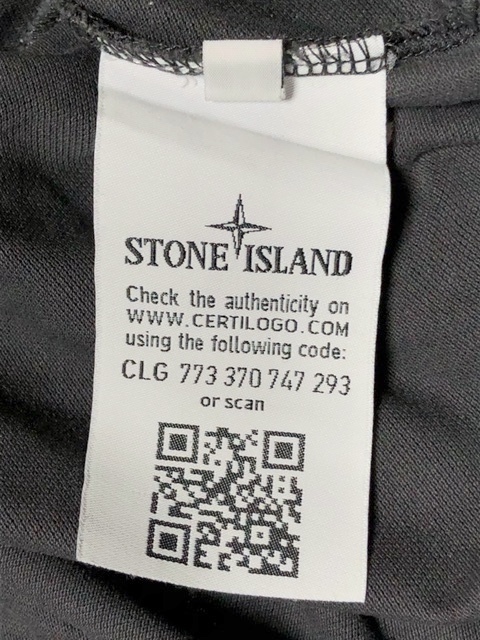 STONE ISLAND
Check the authenticity on
WWW.CERTILOGO.COM
using the following code:
CLG 773 370 747 293
or scan